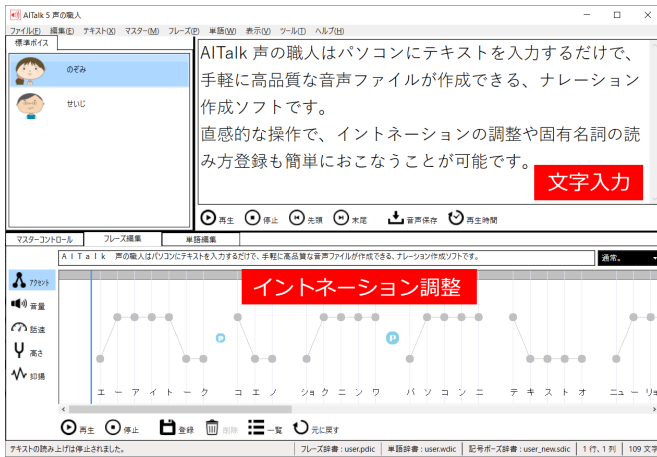 AITalk 5 声の職人
ファイル(F) 編集(E) テキスト(X) マスター(M) フレーズ(P) 単語(W) 表示(V) ツール(T) ヘルプ(H)
標準ボイス
のぞみ
せいじ
AITalk 声の職人はパソコンにテキストを入力するだけで、
手軽に高品質な音声ファイルが作成できる、ナレーション
作成ソフトです。
直感的な操作で、イントネーションの調整や固有名詞の読
み方登録も簡単におこなうことが可能です。
文字入力
再生 停止 先頭 末尾 音声保存 再生時間
マスターコントロール フレーズ編集 単語編集
AITalk 声の職人はパソコンにテキストを入力するだけで、手軽に高品質な音声ファイルが作成できる、ナレーション作成ソフトです。
通常。
イントネーション調整
アクセント
音量
話速
高さ
抑揚
P P
エ ー ア イ ト ー ク コ エ ノ ショ ク ニ ン ワ パ ソ コ ン ニ テ キ ス ト オ ニュ ー リョ
再生 停止 登録 削除 一覧 元に戻す
テキストの読み上げは停止されました。 フレーズ辞書 : user.pdic 単語辞書 : user.wdic 記号ポーズ辞書 : user_new.sdic 1 行、1 列 109 文字